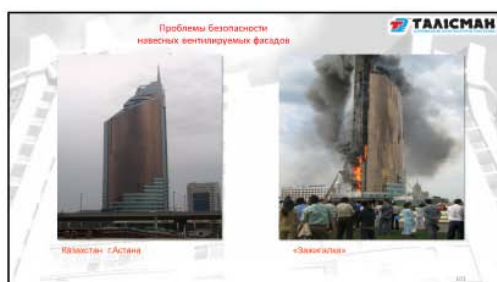 Проблемы безопасности
навесных вентилируемых фасадов
ТАЛІСМАН
Казахстан г.Астана
«Зажигалка»